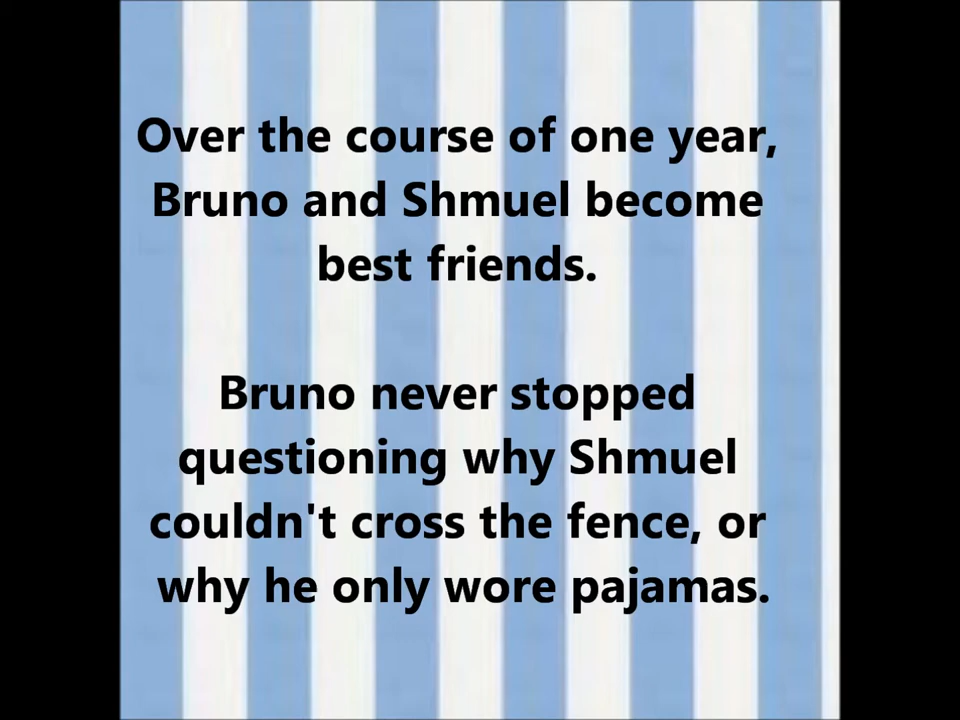 Over the course of one year,
Bruno and Shmuel become
best friends.
Bruno never stopped
questioning why Shmuel
couldn't cross the fence, or
why he only wore pajamas.